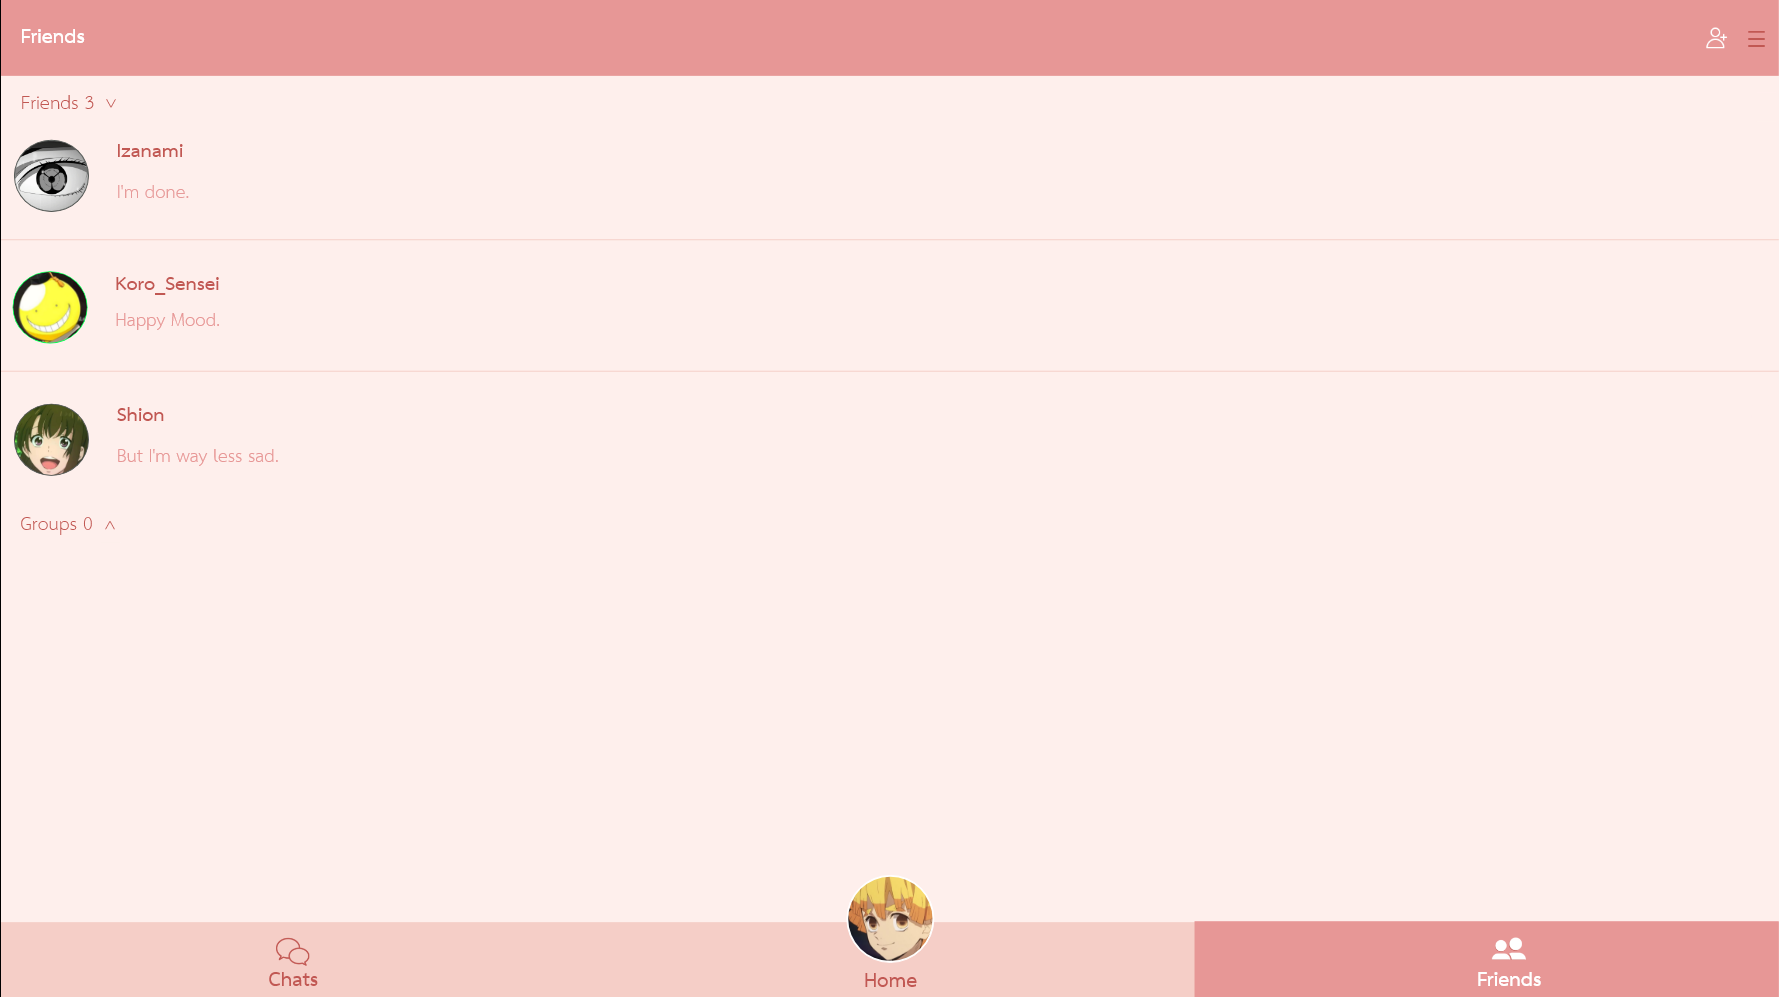 Friends
Friends 3
Izanami
I'm done.
Koro_Sensei
Happy Mood.
Shion
But I'm way less sad.
Groups 0
Chats
Home
Friends